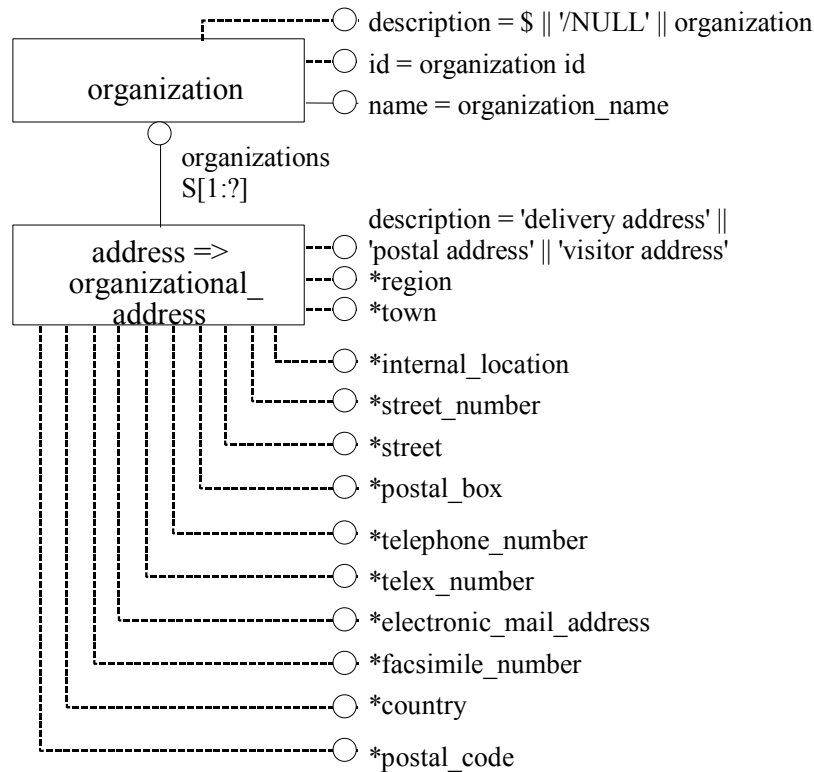 description = $ || '/NULL' || organization
id = organization id
organization
name = organization_name
organizations
S[1:?]
address =>
organizational_
address
description = 'delivery address' ||
'postal address' || 'visitor address'
*region
*town
*internal_location
*street_number
*street
*postal_box
*telephone_number
*telex_number
*electronic_mail_address
*facsimile_number
*country
*postal_code